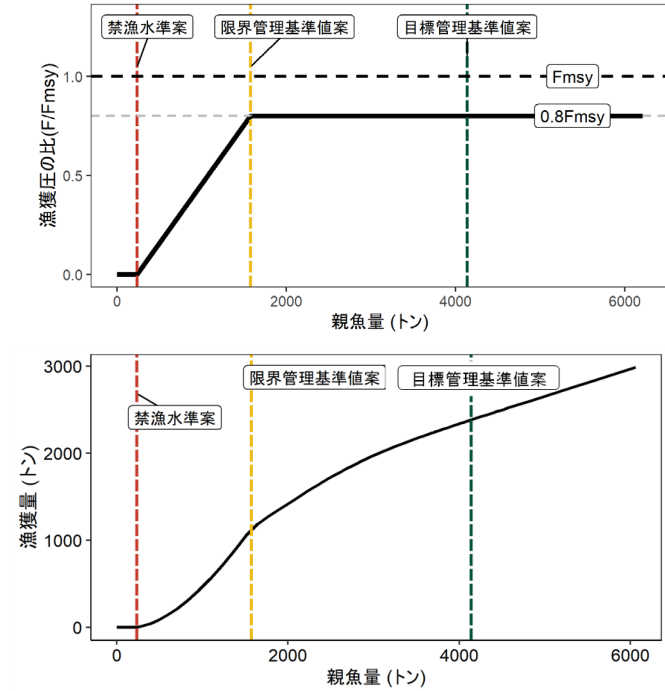 禁漁水準案
限界管理基準値案
目標管理基準値案
Fmsy
0.8Fmsy
漁獲圧の比(F/Fmsy)
1.0
0.5
0.0
0
2000
4000
6000
親魚量 (トン)
限界管理基準値案
目標管理基準値案
禁漁水準案
漁獲量 (トン)
3000
2000
1000
0
0
2000
4000
6000
親魚量 (トン)